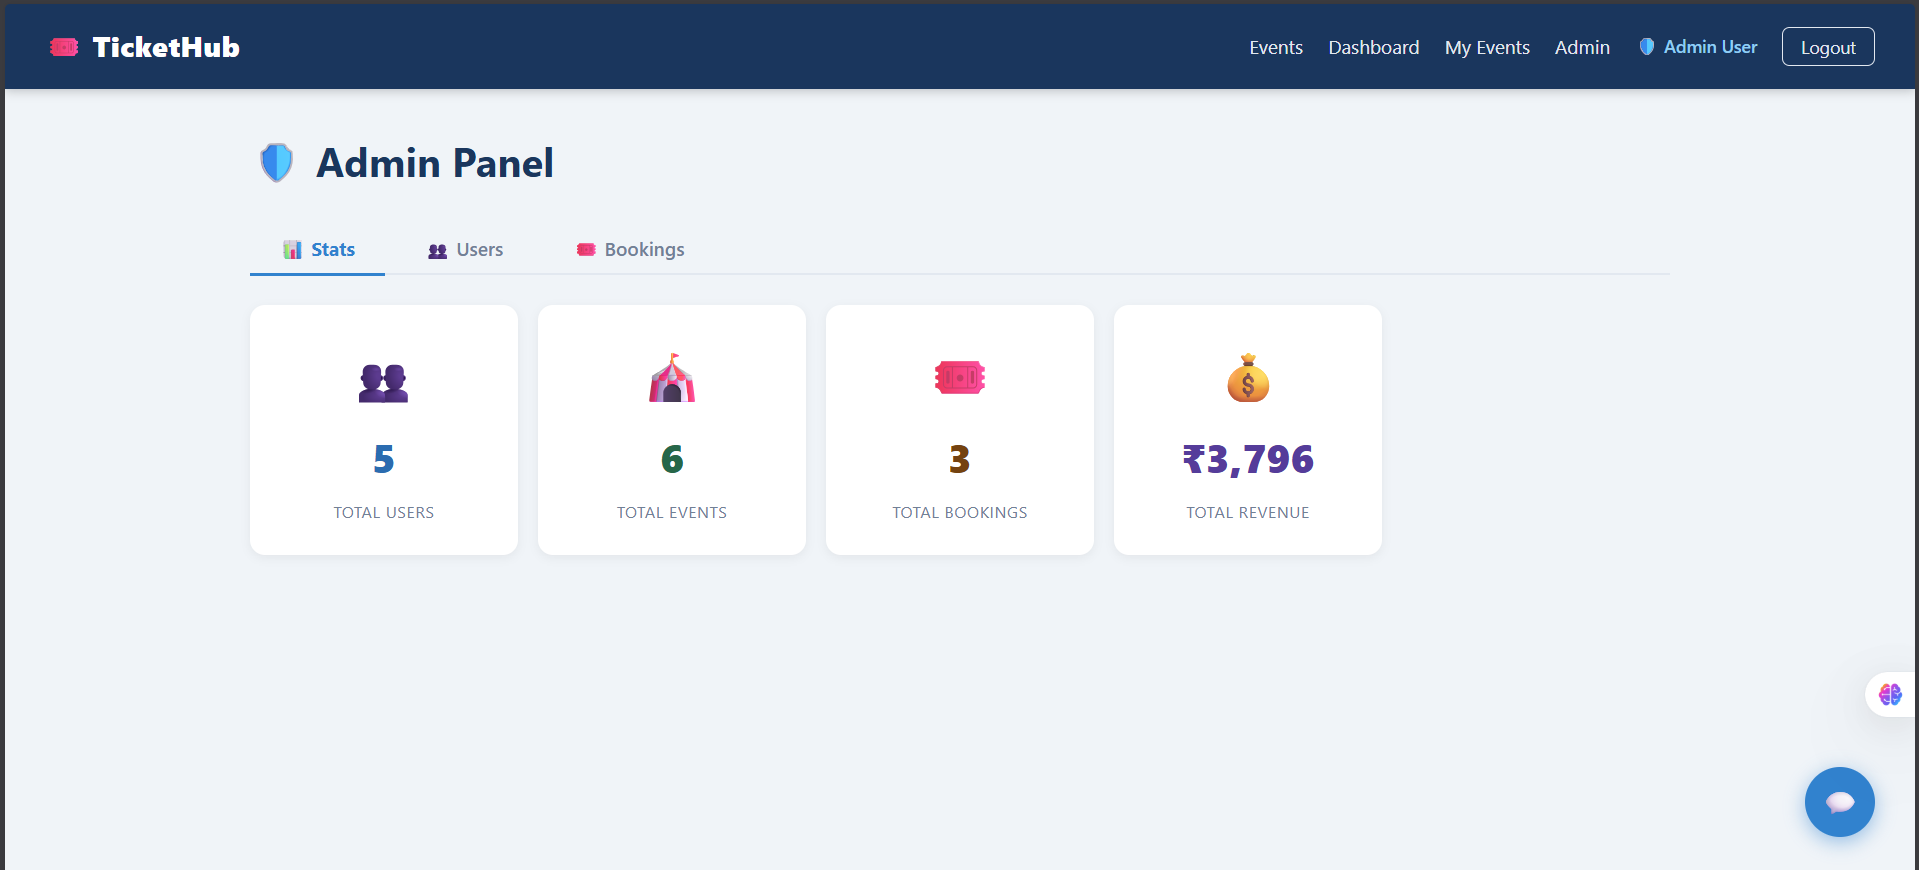 TicketHub
Events Dashboard My Events Admin Admin User Logout
Admin Panel
Stats Users Bookings
5
TOTAL USERS
6
TOTAL EVENTS
3
TOTAL BOOKINGS
₹3,796
TOTAL REVENUE